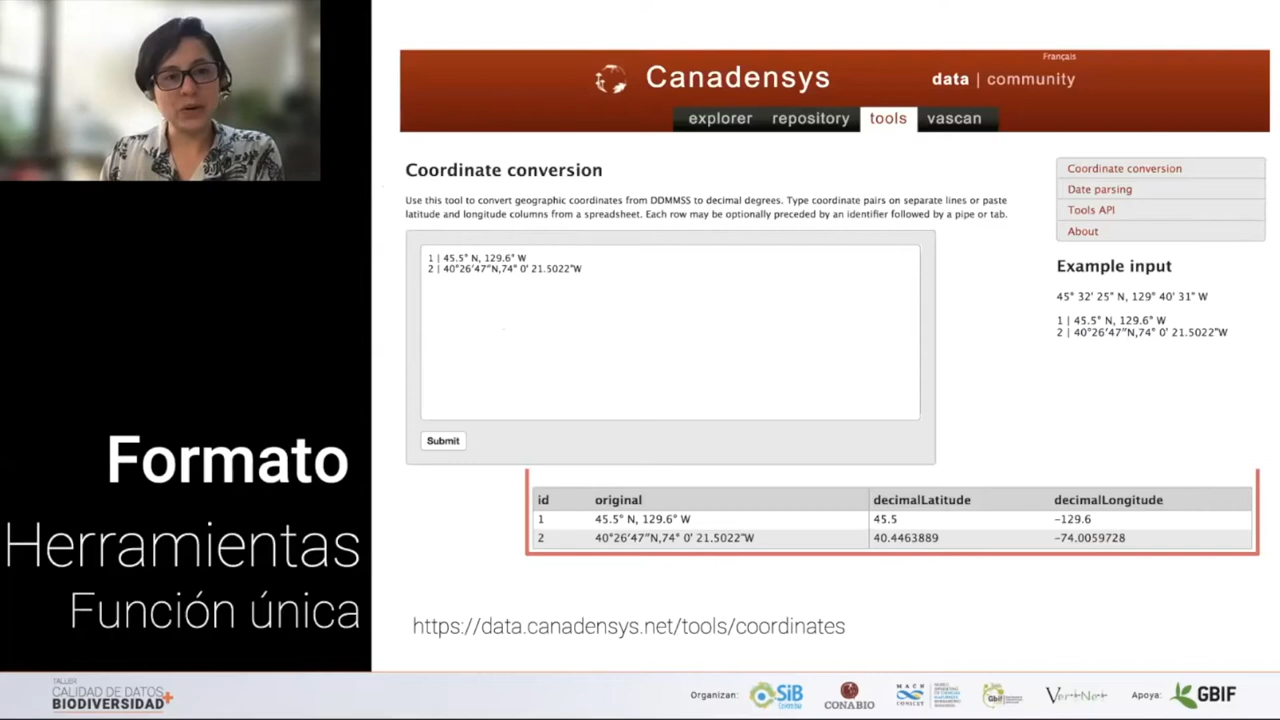 Français
Canadensys
data | community
explorer repository tools vascan
Coordinate conversion
Use this tool to convert geographic coordinates from DDMMSS to decimal degrees. Type coordinate pairs on separate lines or paste
latitude and longitude columns from a spreadsheet. Each row may be optionally preceded by an identifier followed by a pipe or tab.
1 | 45.5° N, 129.6° W
2 | 40°26′47″N,74° 0' 21.5022"W
Submit
Coordinate conversion
Date parsing
Tools API
About
Example input
45° 32' 25" N, 129° 40' 31" W
1 | 45.5° N, 129.6° W
2 | 40°26′47″N,74° 0' 21.5022"W
id original decimalLatitude decimalLongitude
1 45.5° N, 129.6° W 45.5 -129.6
2 40°26′47″N,74° 0' 21.5022"W 40.4463889 -74.0059728
https://data.canadensys.net/tools/coordinates
Formato
Herramientas
Función única
TALLER
CALIDAD DE DATOS
BIODIVERSIDAD+
Organizan:
SiB
Colombia
CONABIO
MACN
CONICET
Gbif
VertNet
Apoya:
GBIF